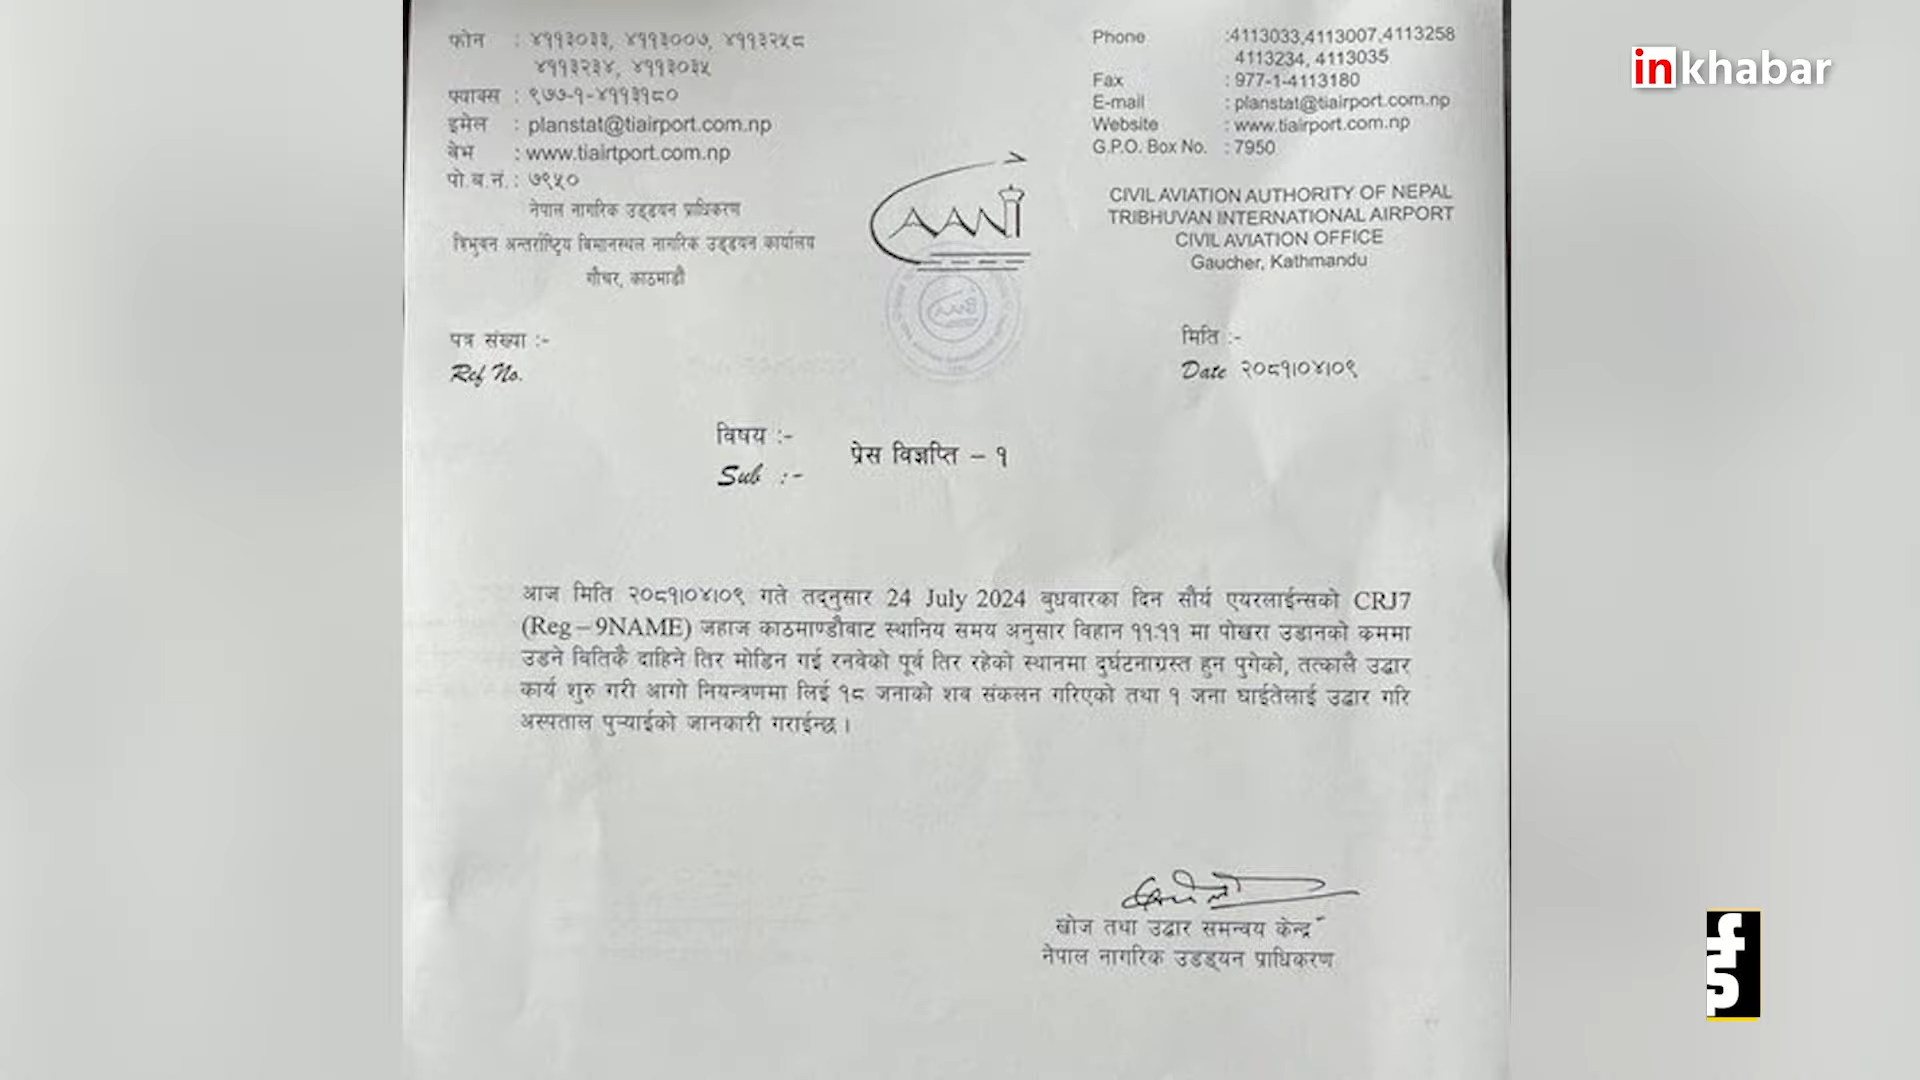 फोन : ४११३०३३, ४११३००७, ४११३२५८
४११३२३४, ४११३०३५
फ्याक्स : ९७७-१-४११३१८०
इमेल : planstat@tiairport.com.np
वेभ : www.tiairtport.com.np
पो.ब.नं. : ७९५०
नेपाल नागरिक उड्डयन प्राधिकरण
त्रिभुवन अन्तर्राष्ट्रिय विमानस्थल नागरिक उड्डयन कार्यालय
गौचर, काठमाडौं
CAAN
Phone :4113033,4113007,4113258
4113234, 4113035
Fax : 977-1-4113180
E-mail : planstat@tiairport.com.np
Website : www.tiairport.com.np
G.P.O. Box No. : 7950
CIVIL AVIATION AUTHORITY OF NEPAL
TRIBHUVAN INTERNATIONAL AIRPORT
CIVIL AVIATION OFFICE
Gaucher, Kathmandu
inkhabar
पत्र संख्या :-
Ref No.
मिति :-
Date २०८१।०४।०९
विषय :-
Sub :-
प्रेस विज्ञप्ति – १
आज मिति २०८१।०४।०९ गते तद्नुसार 24 July 2024 बुधवारका दिन सौर्य एयरलाईन्सको CRJ7
(Reg–9NAME) जहाज काठमाण्डौबाट स्थानिय समय अनुसार विहान ११:११ मा पोखरा उडानको क्रममा
उडने वितिकै दाहिने तिर मोडिन गई रनवेको पूर्व तिर रहेको स्थानमा दुर्घटनाग्रस्त हुन पुगेको, तत्कालै उद्धार
कार्य शुरु गरी आगो नियन्त्रणमा लिई १८ जनाको शव संकलन गरिएको तथा १ जना घाईतेलाई उद्धार गरि
अस्पताल पुऱ्याईको जानकारी गराईन्छ ।
खोज तथा उद्धार समन्वय केन्द्र
नेपाल नागरिक उडड्यन प्राधिकरण
fs